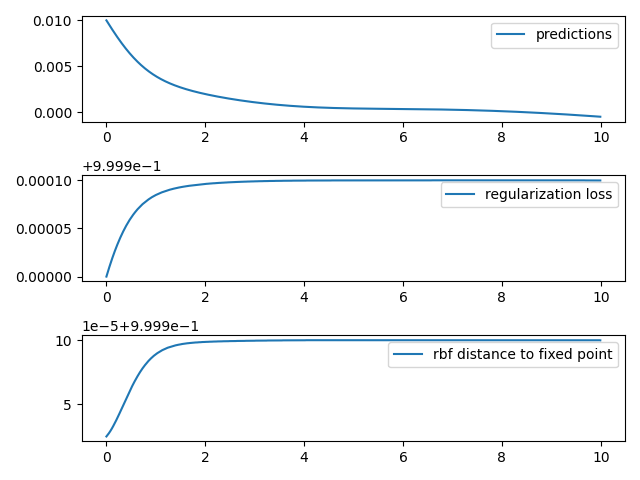 0.010
predictions
0.005
0.000
0 2 4 6 8 10
+9.999e−1
0.00010
regularization loss
0.00005
0.00000
0 2 4 6 8 10
1e−5+9.999e−1
10
rbf distance to fixed point
5
0 2 4 6 8 10